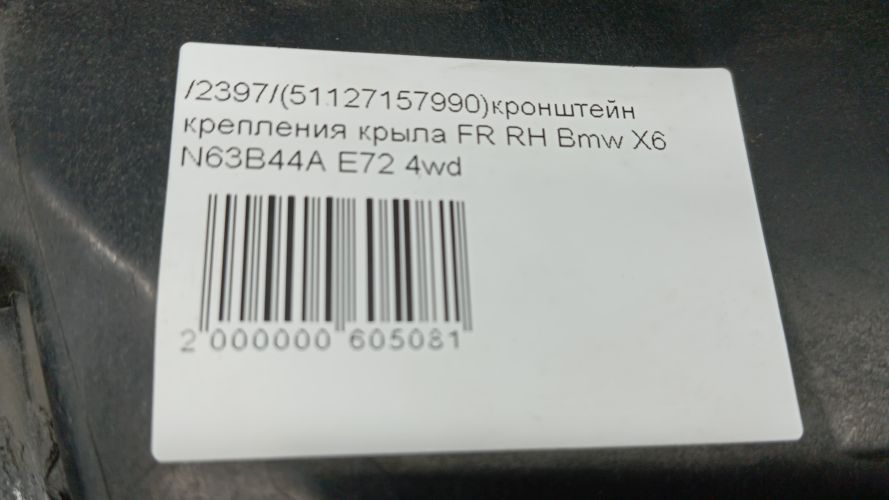 /2397/(51127157990)кронштейн
крепления крыла FR RH Bmw X6
N63B44A E72 4wd
2 000000 605081